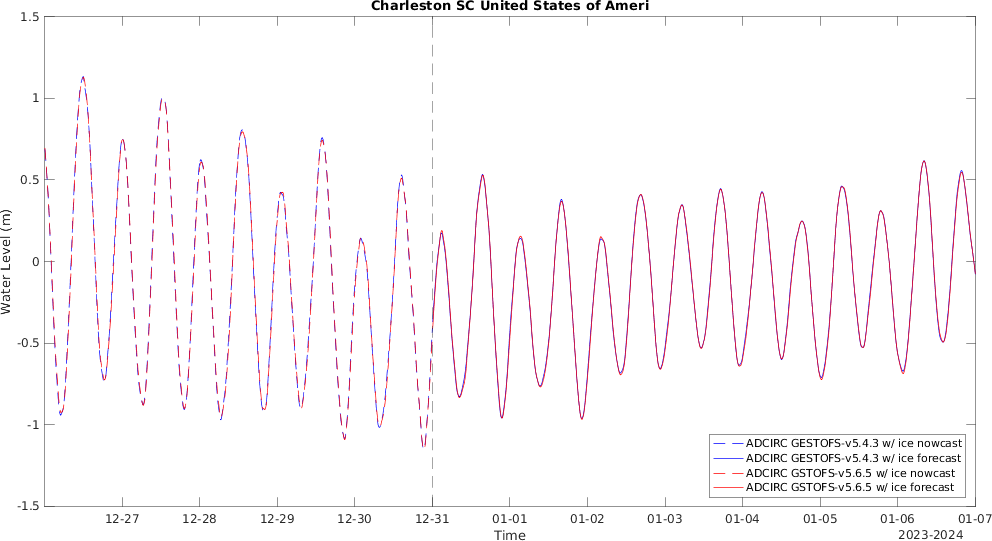 Charleston SC United States of Ameri
1.5
1
0.5
0
-0.5
-1
-1.5
Water Level (m)
ADCIRC GESTOFS-v5.4.3 w/ ice nowcast
ADCIRC GESTOFS-v5.4.3 w/ ice forecast
ADCIRC GSTOFS-v5.6.5 w/ ice nowcast
ADCIRC GSTOFS-v5.6.5 w/ ice forecast
12-27 12-28 12-29 12-30 12-31 01-01 01-02 01-03 01-04 01-05 01-06 01-07
Time
2023-2024